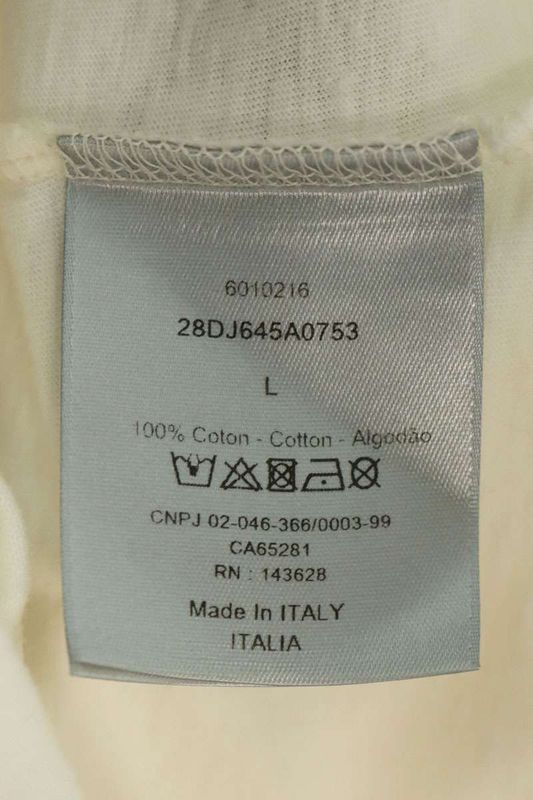 6010216
28DJ645A0753
L
100% Coton - Cotton - Algodão
CNPJ 02-046-366/0003-99
CA65281
RN : 143628
Made In ITALY
ITALIA